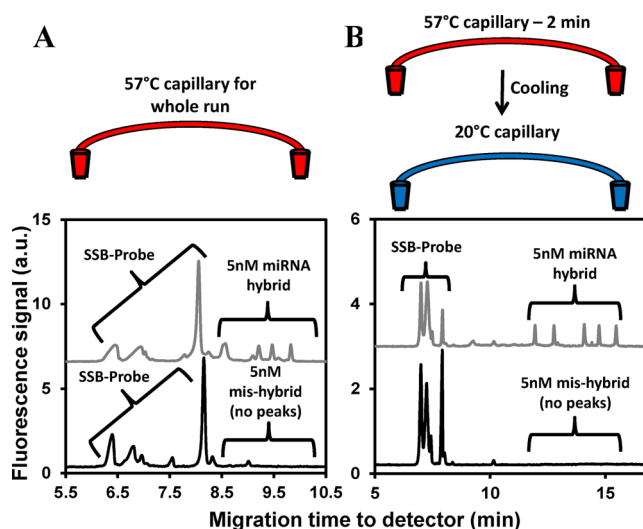 A
57°C capillary for
whole run
B
57°C capillary – 2 min
Cooling
20°C capillary
Fluorescence signal (a.u.)
15
10
5
0
SSB-Probe
5nM miRNA
hybrid
SSB-Probe
5nM
mis-hybrid
(no peaks)
5.5
6.5
7.5
8.5
9.5
10.5
6
4
2
0
SSB-Probe
5nM miRNA
hybrid
5nM mis-hybrid
(no peaks)
5
10
15
Migration time to detector (min)